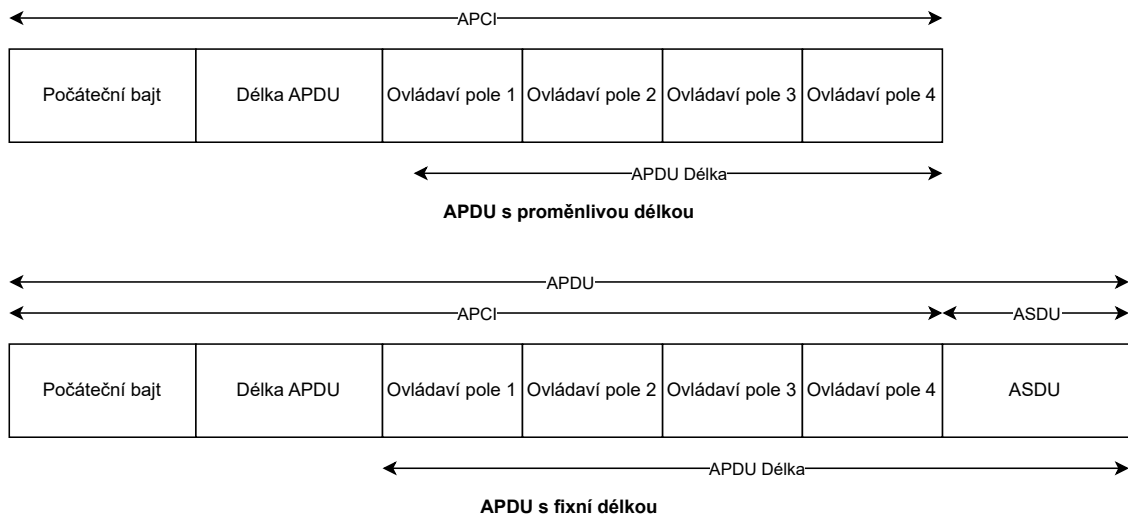 APCI
Počáteční bajt Délka APDU Ovládaví pole 1 Ovládaví pole 2 Ovládaví pole 3 Ovládaví pole 4
APDU Délka
APDU s proměnlivou délkou
APDU
APCI ASDU
Počáteční bajt Délka APDU Ovládaví pole 1 Ovládaví pole 2 Ovládaví pole 3 Ovládaví pole 4 ASDU
APDU Délka
APDU s fixní délkou